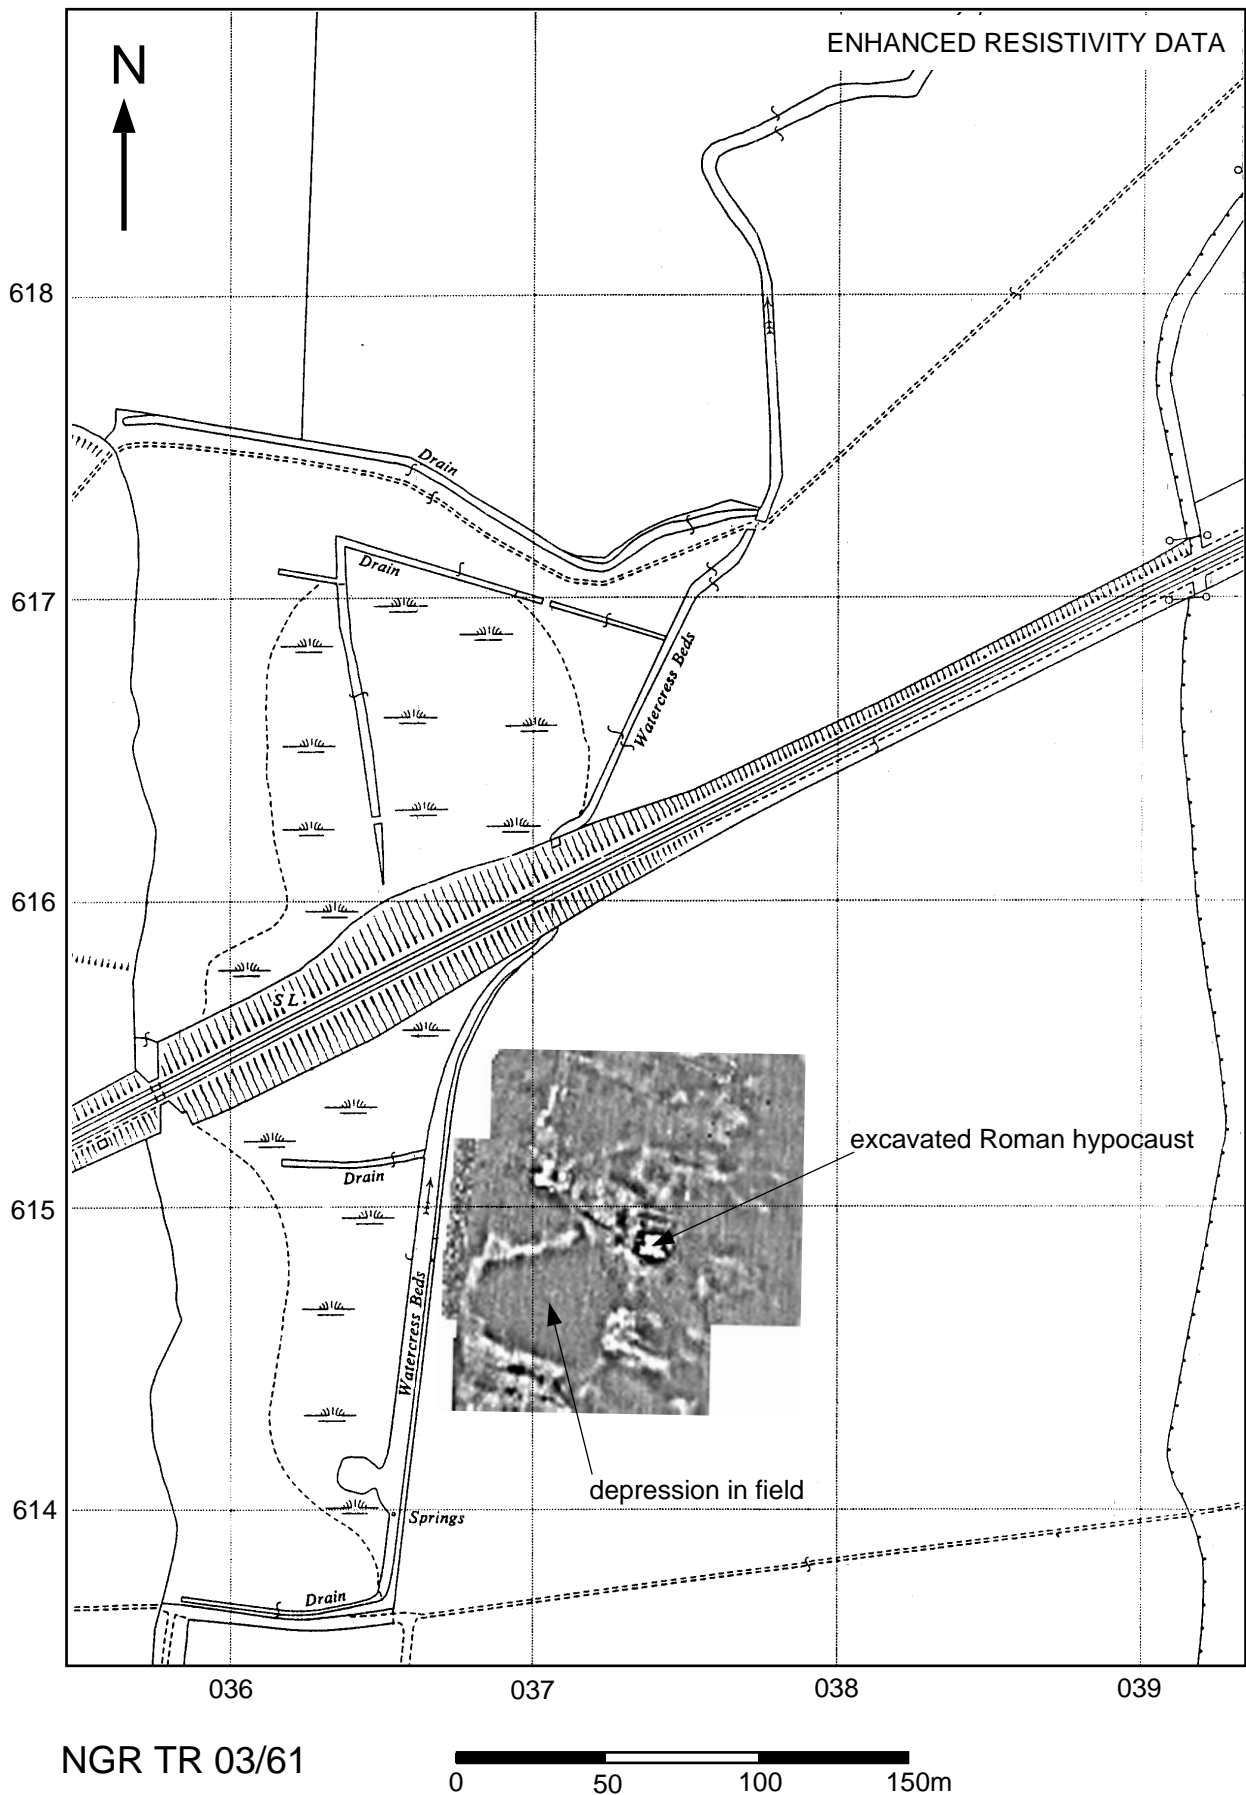 ENHANCED RESISTIVITY DATA
N
618
Drain
Drain
617
Watercress Beds
616
S L.
excavated Roman hypocaust
Drain
615
Watercress Beds
depression in field
614
Springs
Drain
036
037
038
039
NGR TR 03/61
0
50
100
150m